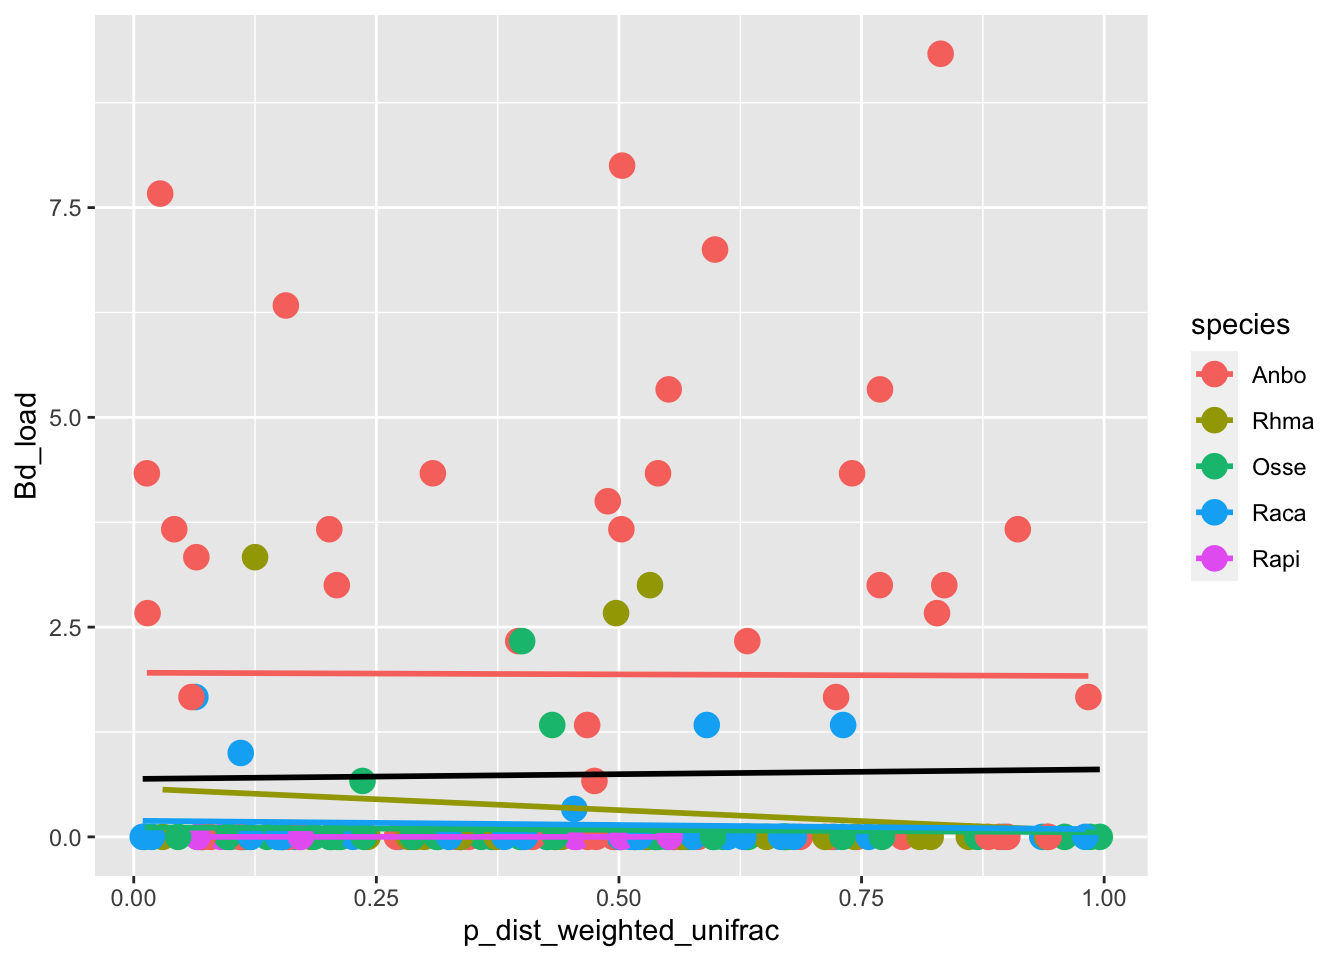 7.5
5.0
2.5
0.0
Bd_load
0.00 0.25 0.50 0.75 1.00
p_dist_weighted_unifrac
species
Anbo
Rhma
Osse
Raca
Rapi